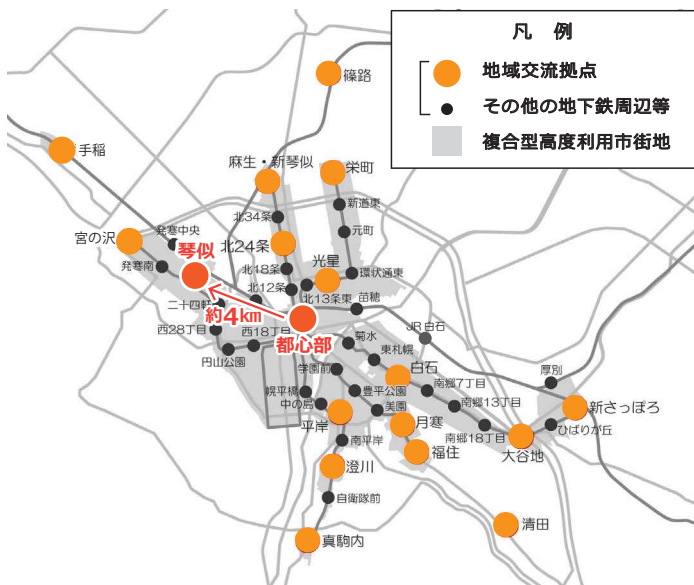 凡 例
地域交流拠点
その他の地下鉄周辺等
複合型高度利用市街地
篠路
手稲
麻生・新琴似
栄町
北34条
新道東
宮の沢
発寒中央
北24条
元町
琴似
発寒南
北18条
光星
環状通東
北12条
北13条東
苗穂
二十四軒
約4km
西28丁目
西18丁目
都心部
菊水
JR白石
東札幌
円山公園
学園前
白石
厚別
幌平橋
豊平公園
南郷7丁目
中の島
美園
南郷13丁目
新さっぽろ
平岸
月寒
南郷18丁目
ひばりが丘
南平岸
福住
大谷地
澄川
自衛隊前
清田
真駒内